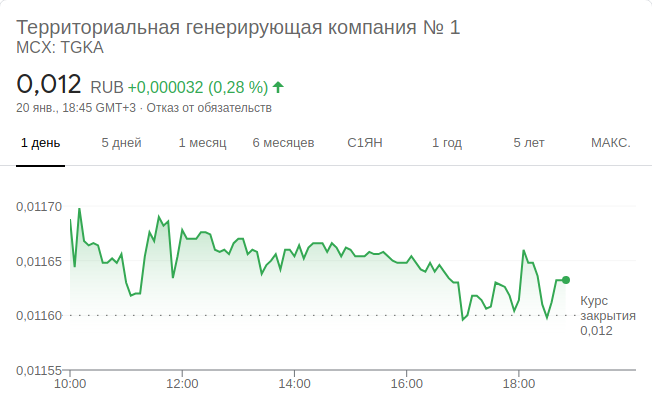 Территориальная генерирующая компания № 1
MCX: TGKA
0,012 RUB +0,000032 (0,28 %)
20 янв., 18:45 GMT+3 · Отказ от обязательств
1 день 5 дней 1 месяц 6 месяцев С1ЯН 1 год 5 лет МАКС.
0,01170
0,01165
0,01160
0,01155
Курс
закрытия
0,012
10:00 12:00 14:00 16:00 18:00